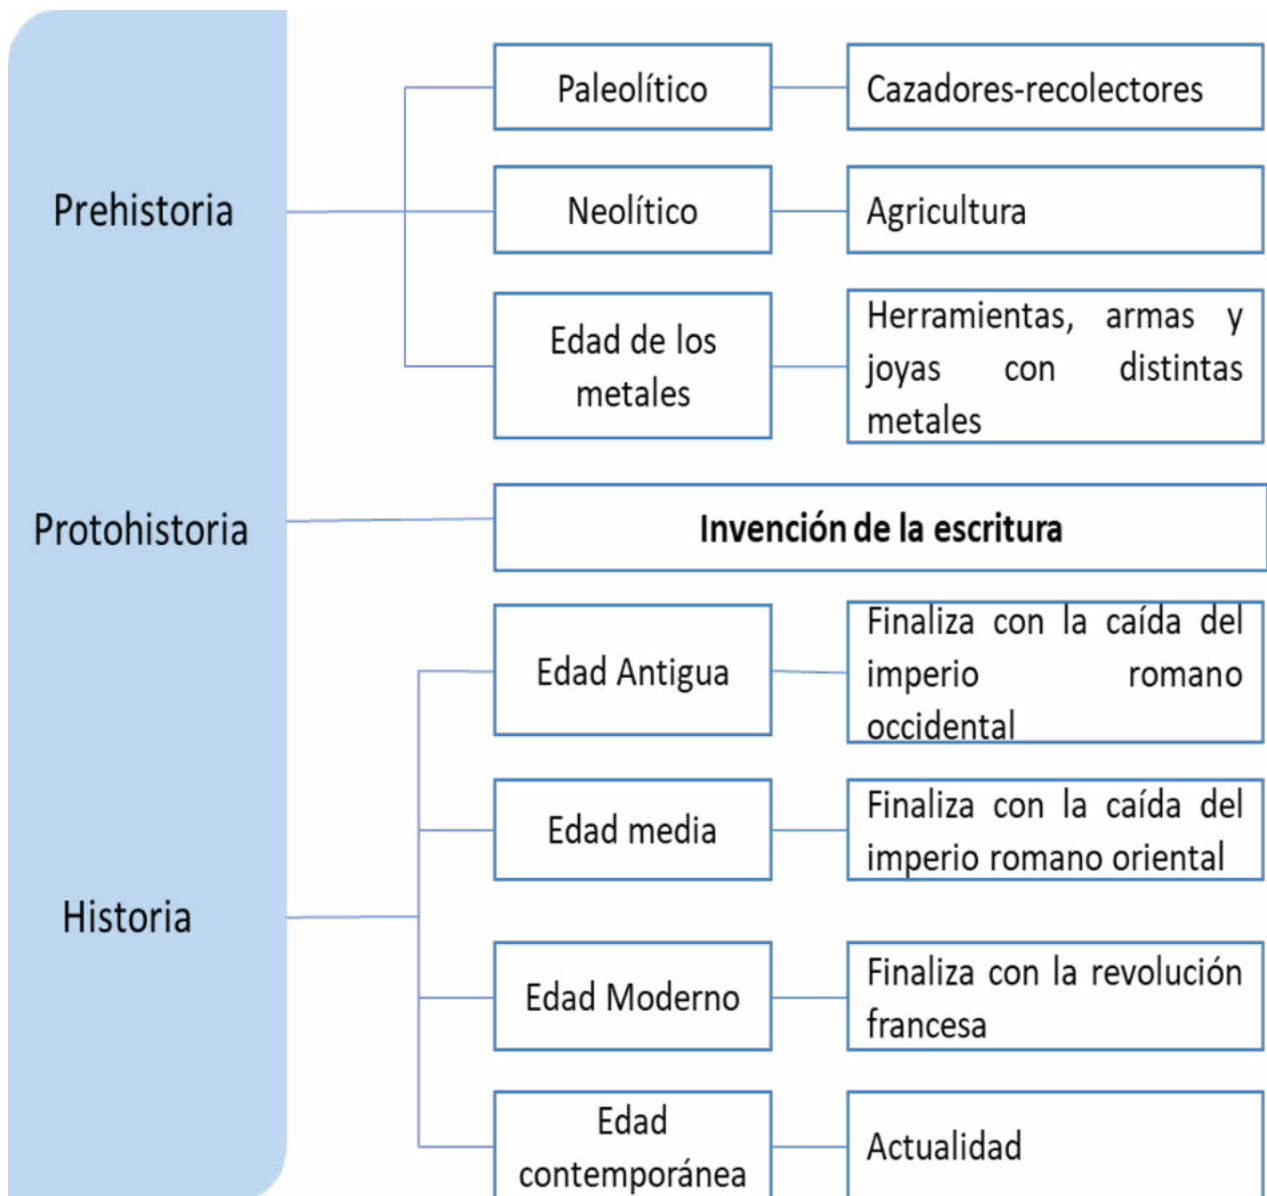 Prehistoria
Paleolítico
Cazadores-recolectores
Neolítico
Agricultura
Edad de los
metales
Herramientas, armas y
joyas con distintas
metales
Protohistoria
Invención de la escritura
Historia
Edad Antigua
Finaliza con la caída del
imperio romano
occidental
Edad media
Finaliza con la caída del
imperio romano oriental
Edad Moderno
Finaliza con la revolución
francesa
Edad
contemporánea
Actualidad